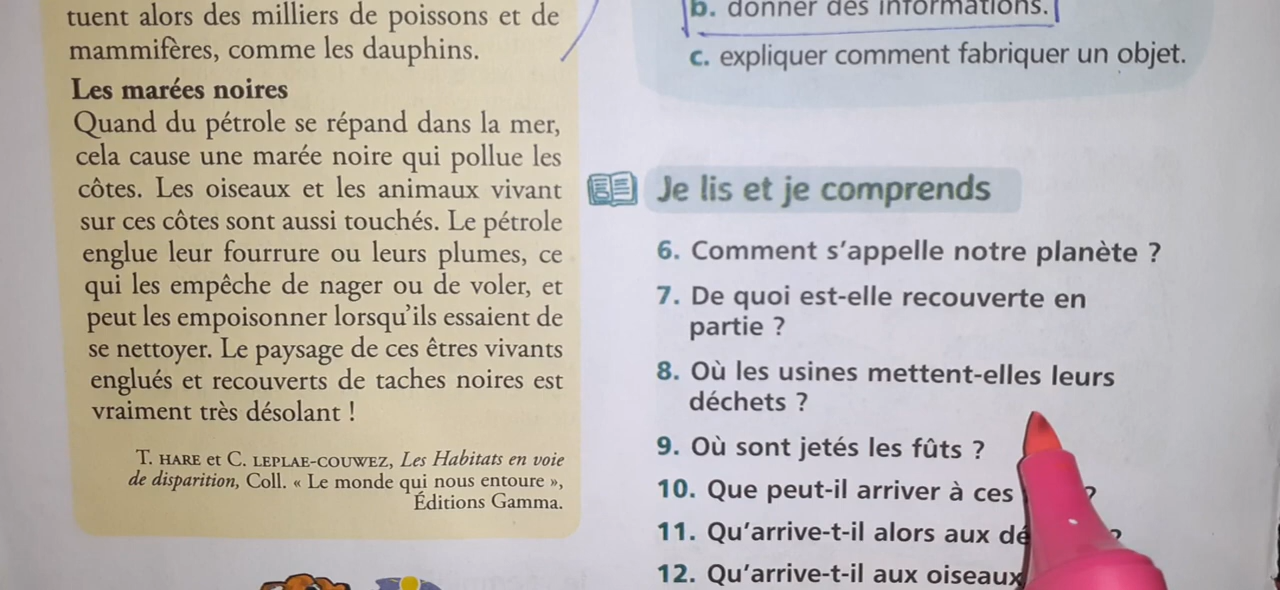 tuent alors des milliers de poissons et de
mammifères, comme les dauphins.
Les marées noires
Quand du pétrole se répand dans la mer,
cela cause une marée noire qui pollue les
côtes. Les oiseaux et les animaux vivant
sur ces côtes sont aussi touchés. Le pétrole
englue leur fourrure ou leurs plumes, ce
qui les empêche de nager ou de voler, et
peut les empoisonner lorsqu'ils essaient de
se nettoyer. Le paysage de ces êtres vivants
englués et recouverts de taches noires est
vraiment très désolant !
T. HARE et C. LEPLAE-COUWEZ, Les Habitats en voie
de disparition, Coll. « Le monde qui nous entoure »,
Éditions Gamma.
b. donner des informations.
c. expliquer comment fabriquer un objet.
Je lis et je comprends
6. Comment s'appelle notre planète ?
7. De quoi est-elle recouverte en
partie ?
8. Où les usines mettent-elles leurs
déchets ?
9. Où sont jetés les fûts ?
10. Que peut-il arriver à ces ?
11. Qu'arrive-t-il alors aux dé ?
12. Qu'arrive-t-il aux oiseaux